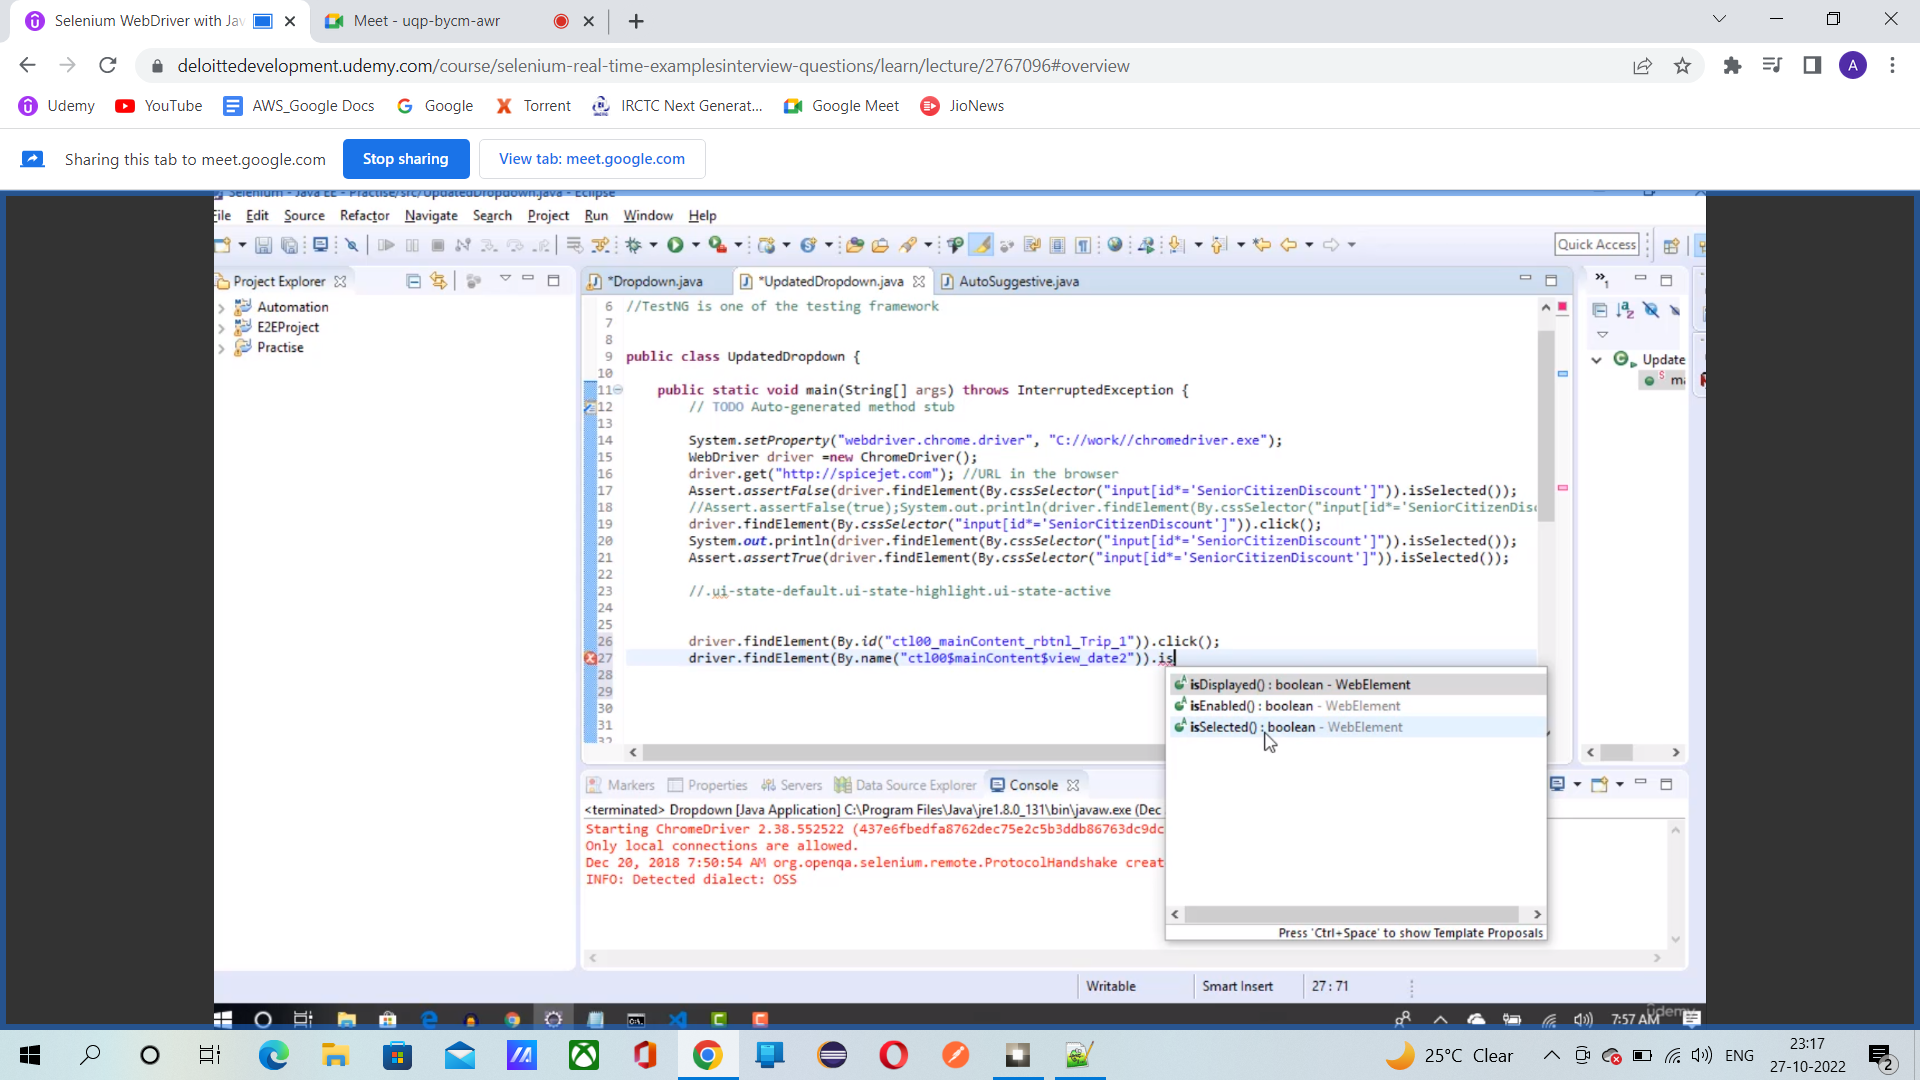 Selenium WebDriver with Jav
Meet - uqp-bycm-awr
deloittedevelopment.udemy.com/course/selenium-real-time-examplesinterview-questions/learn/lecture/2767096#overview
A
Udemy
YouTube
AWS_Google Docs
Google
Torrent
IRCTC Next Generat...
Google Meet
JioNews
Sharing this tab to meet.google.com
Stop sharing
View tab: meet.google.com
Selenium - Java EE - Practise/src/UpdatedDropdown.java - Eclipse
File Edit Source Refactor Navigate Search Project Run Window Help
Quick Access
Project Explorer
*Dropdown.java
*UpdatedDropdown.java
AutoSuggestive.java
Automation
E2EProject
Practise
6 //TestNG is one of the testing framework
7
8
9 public class UpdatedDropdown {
10
11 public static void main(String[] args) throws InterruptedException {
12 // TODO Auto-generated method stub
13
14 System.setProperty("webdriver.chrome.driver", "C://work//chromedriver.exe");
15 WebDriver driver =new ChromeDriver();
16 driver.get("http://spicejet.com"); //URL in the browser
17 Assert.assertFalse(driver.findElement(By.cssSelector("input[id*='SeniorCitizenDiscount']")).isSelected());
18 //Assert.assertFalse(true);System.out.println(driver.findElement(By.cssSelector("input[id*='SeniorCitizenDisc
19 driver.findElement(By.cssSelector("input[id*='SeniorCitizenDiscount']")).click();
20 System.out.println(driver.findElement(By.cssSelector("input[id*='SeniorCitizenDiscount']")).isSelected());
21 Assert.assertTrue(driver.findElement(By.cssSelector("input[id*='SeniorCitizenDiscount']")).isSelected());
22
23 //.ui-state-default.ui-state-highlight.ui-state-active
24
25
26 driver.findElement(By.id("ctl00_mainContent_rbtnl_Trip_1")).click();
27 driver.findElement(By.name("ctl00$mainContent$view_date2")).is
28
29
30
31
32
isDisplayed() : boolean - WebElement
isEnabled() : boolean - WebElement
isSelected() : boolean - WebElement
Press 'Ctrl+Space' to show Template Proposals
Update
ma
Markers
Properties
Servers
Data Source Explorer
Console
<terminated> Dropdown [Java Application] C:\Program Files\Java\jre1.8.0_131\bin\javaw.exe (Dec
Starting ChromeDriver 2.38.552522 (437e6fbedfa8762dec75e2c5b3ddb86763dc9dc
Only local connections are allowed.
Dec 20, 2018 7:50:54 AM org.openqa.selenium.remote.ProtocolHandshake creat
INFO: Detected dialect: OSS
Writable
Smart Insert
27 : 71
udemy
7:57 AM
25°C Clear
ENG
23:17
27-10-2022
2